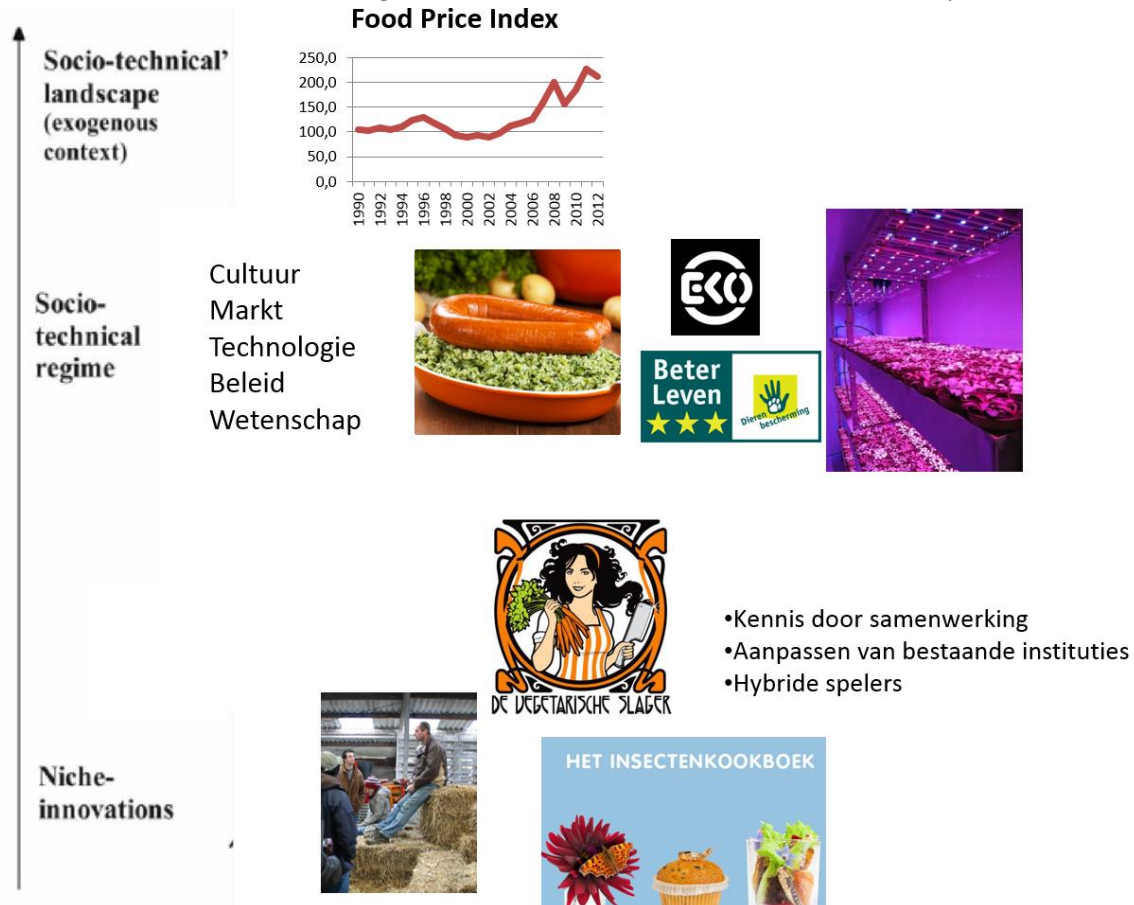 Food Price Index
Socio-technical’
landscape
(exogenous
context)
250,0
200,0
150,0
100,0
50,0
0,0
1990
1992
1994
1996
1998
2000
2002
2004
2006
2008
2010
2012
Socio-
technical
regime
Cultuur
Markt
Technologie
Beleid
Wetenschap
EKO
Beter
Leven
Dieren
bescherming
DE VEGETARISCHE SLAGER
•Kennis door samenwerking
•Aanpassen van bestaande instituties
•Hybride spelers
Niche-
innovations
HET INSECTENKOOKBOEK